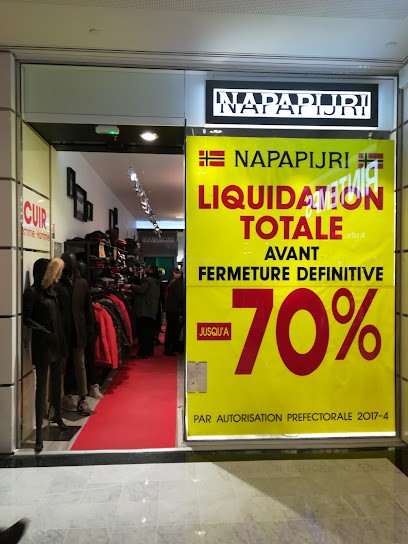 NAPAPIJRI
NAPAPIJRI
LIQUIDATION
TOTALE
AVANT
FERMETURE DEFINITIVE
JUSQU'A
70%
PAR AUTORISATION PREFECTORALE 2017-4
CUIR